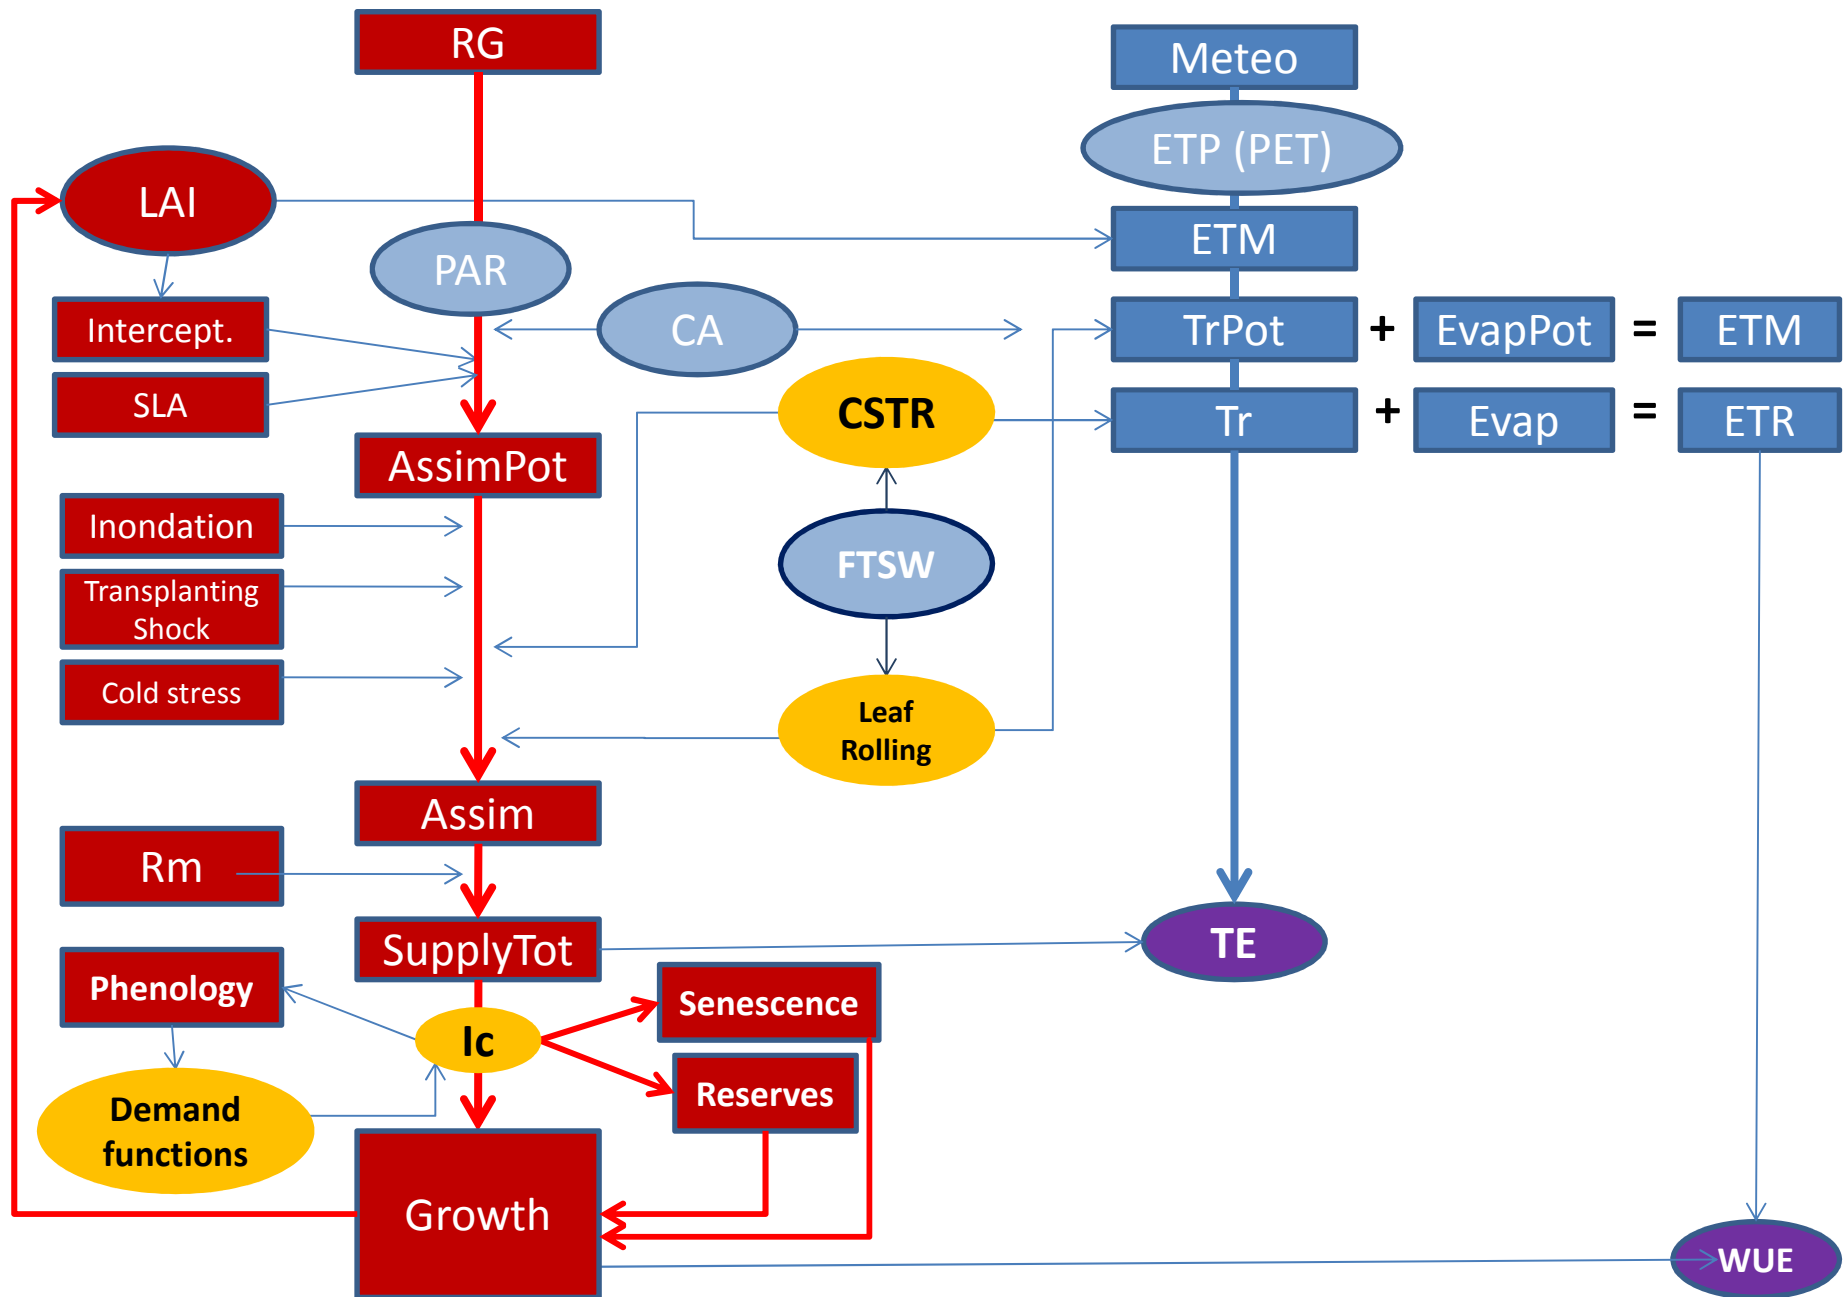 RG
Meteo
ETP (PET)
LAI
ETM
PAR
Intercept.
CA
TrPot + EvapPot = ETM
SLA
CSTR
Tr + Evap = ETR
AssimPot
Inondation
FTSW
Transplanting
Shock
Cold stress
Leaf
Rolling
Assim
Rm
SupplyTot
TE
Phenology
Senescence
Ic
Reserves
Demand
functions
Growth
WUE